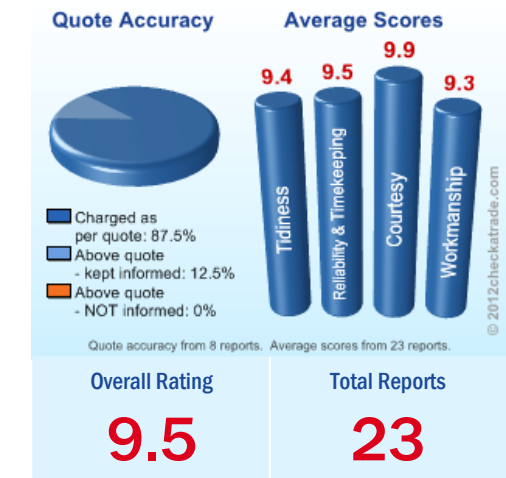 Quote Accuracy
Charged as
per quote: 87.5%
Above quote
- kept informed: 12.5%
Above quote
- NOT informed: 0%
Average Scores
9.4
9.5
9.9
9.3
Tidiness
Reliability & Timekeeping
Courtesy
Workmanship
© 2012checkatrade.com
Quote accuracy from 8 reports. Average scores from 23 reports.
Overall Rating
9.5
Total Reports
23